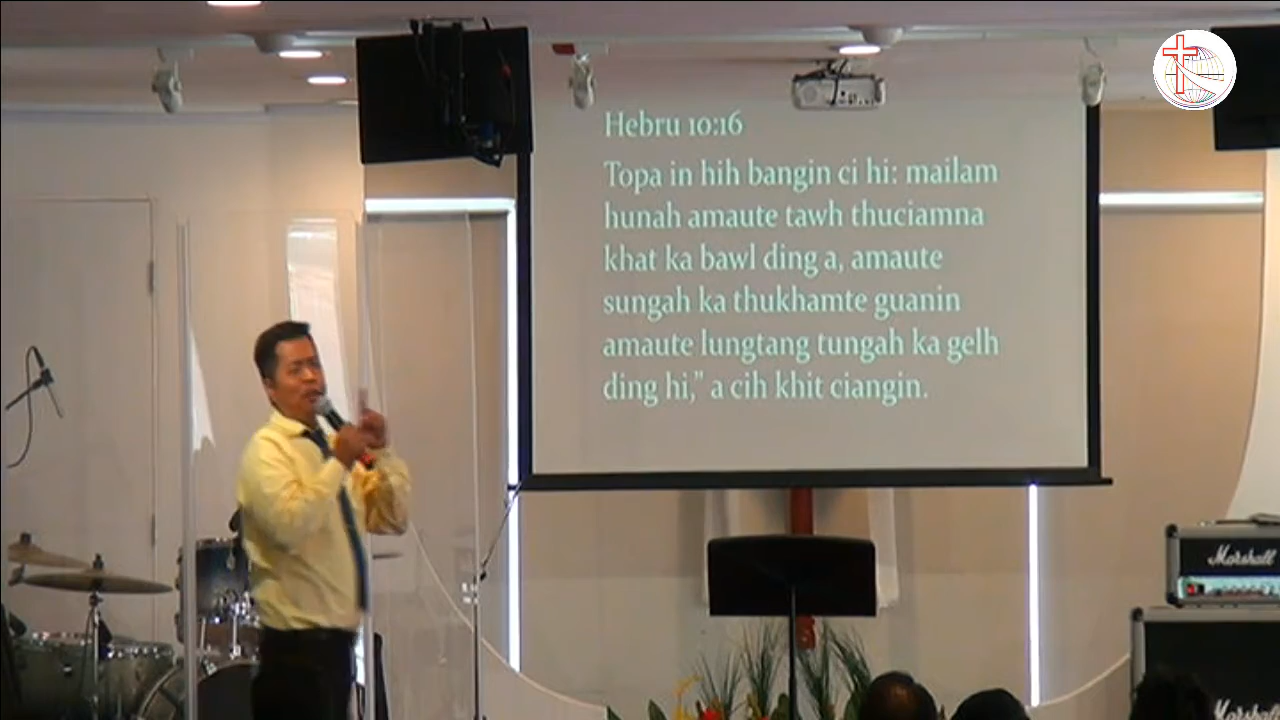 Hebru 10:16
Topa in hih bangin ci hi: mailam
hunah amaute tawh thuciamna
khat ka bawl ding a, amaute
sungah ka thukhamte guanin
amaute lungtang tungah ka gelh
ding hi,” a cih khit ciangin.
Marshall
Marshall